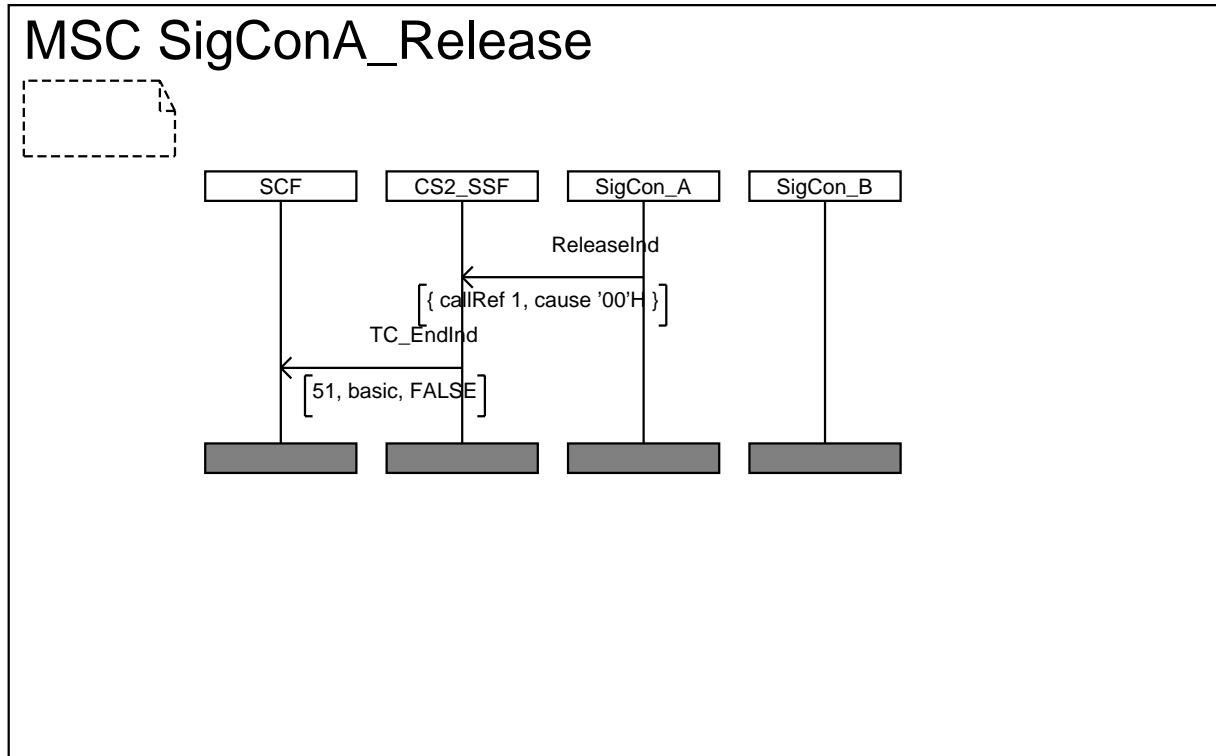 MSC SigConA_Release
SCF
CS2_SSF
SigCon_A
SigCon_B
ReleaseInd
{ callRef 1, cause '00'H }
TC_EndInd
51, basic, FALSE